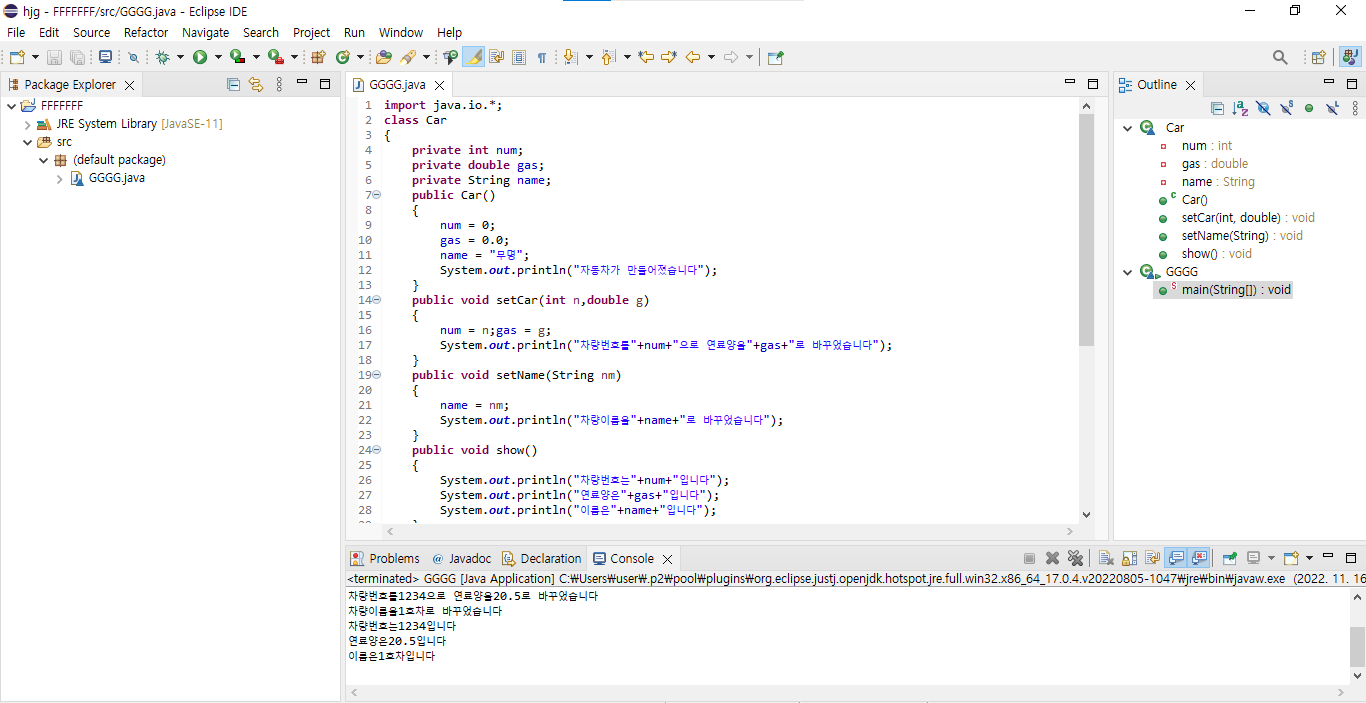 hjg - FFFFFFF/src/GGGG.java - Eclipse IDE
File Edit Source Refactor Navigate Search Project Run Window Help
Package Explorer
FFFFFFF
JRE System Library [JavaSE-11]
src
(default package)
GGGG.java
GGGG.java
1 import java.io.*;
2 class Car
3 {
4 private int num;
5 private double gas;
6 private String name;
7 public Car()
8 {
9 num = 0;
10 gas = 0.0;
11 name = "무명";
12 System.out.println("자동차가 만들어졌습니다");
13 }
14 public void setCar(int n,double g)
15 {
16 num = n;gas = g;
17 System.out.println("차량번호를"+num+"으로 연료양을"+gas+"로 바꾸었습니다");
18 }
19 public void setName(String nm)
20 {
21 name = nm;
22 System.out.println("차량이름을"+name+"로 바꾸었습니다");
23 }
24 public void show()
25 {
26 System.out.println("차량번호는"+num+"입니다");
27 System.out.println("연료양은"+gas+"입니다");
28 System.out.println("이름은"+name+"입니다");
Outline
Car
num : int
gas : double
name : String
Car()
setCar(int, double) : void
setName(String) : void
show() : void
GGGG
main(String[]) : void
Problems @ Javadoc Declaration Console
<terminated> GGGG [Java Application] C:₩Users₩user₩.p2₩pool₩plugins₩org.eclipse.justj.openjdk.hotspot.jre.full.win32.x86_64_17.0.4.v20220805-1047₩jre₩bin₩javaw.exe (2022. 11. 16
차량번호를1234으로 연료양을20.5로 바꾸었습니다
차량이름을1호차로 바꾸었습니다
차량번호는1234입니다
연료양은20.5입니다
이름은1호차입니다